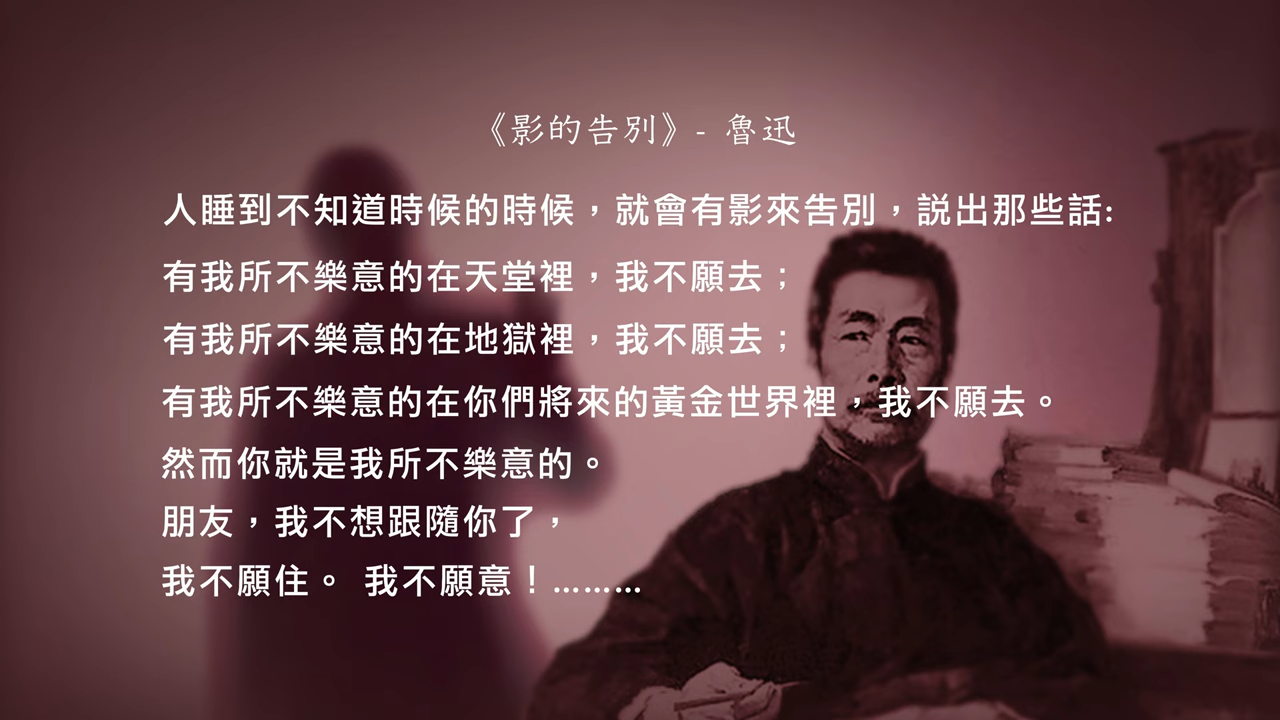 《影的告別》- 魯迅
人睡到不知道時候的時候，就會有影來告別，説出那些話:
有我所不樂意的在天堂裡，我不願去；
有我所不樂意的在地獄裡，我不願去；
有我所不樂意的在你們將來的黃金世界裡，我不願去。
然而你就是我所不樂意的。
朋友，我不想跟隨你了，
我不願住。 我不願意！………